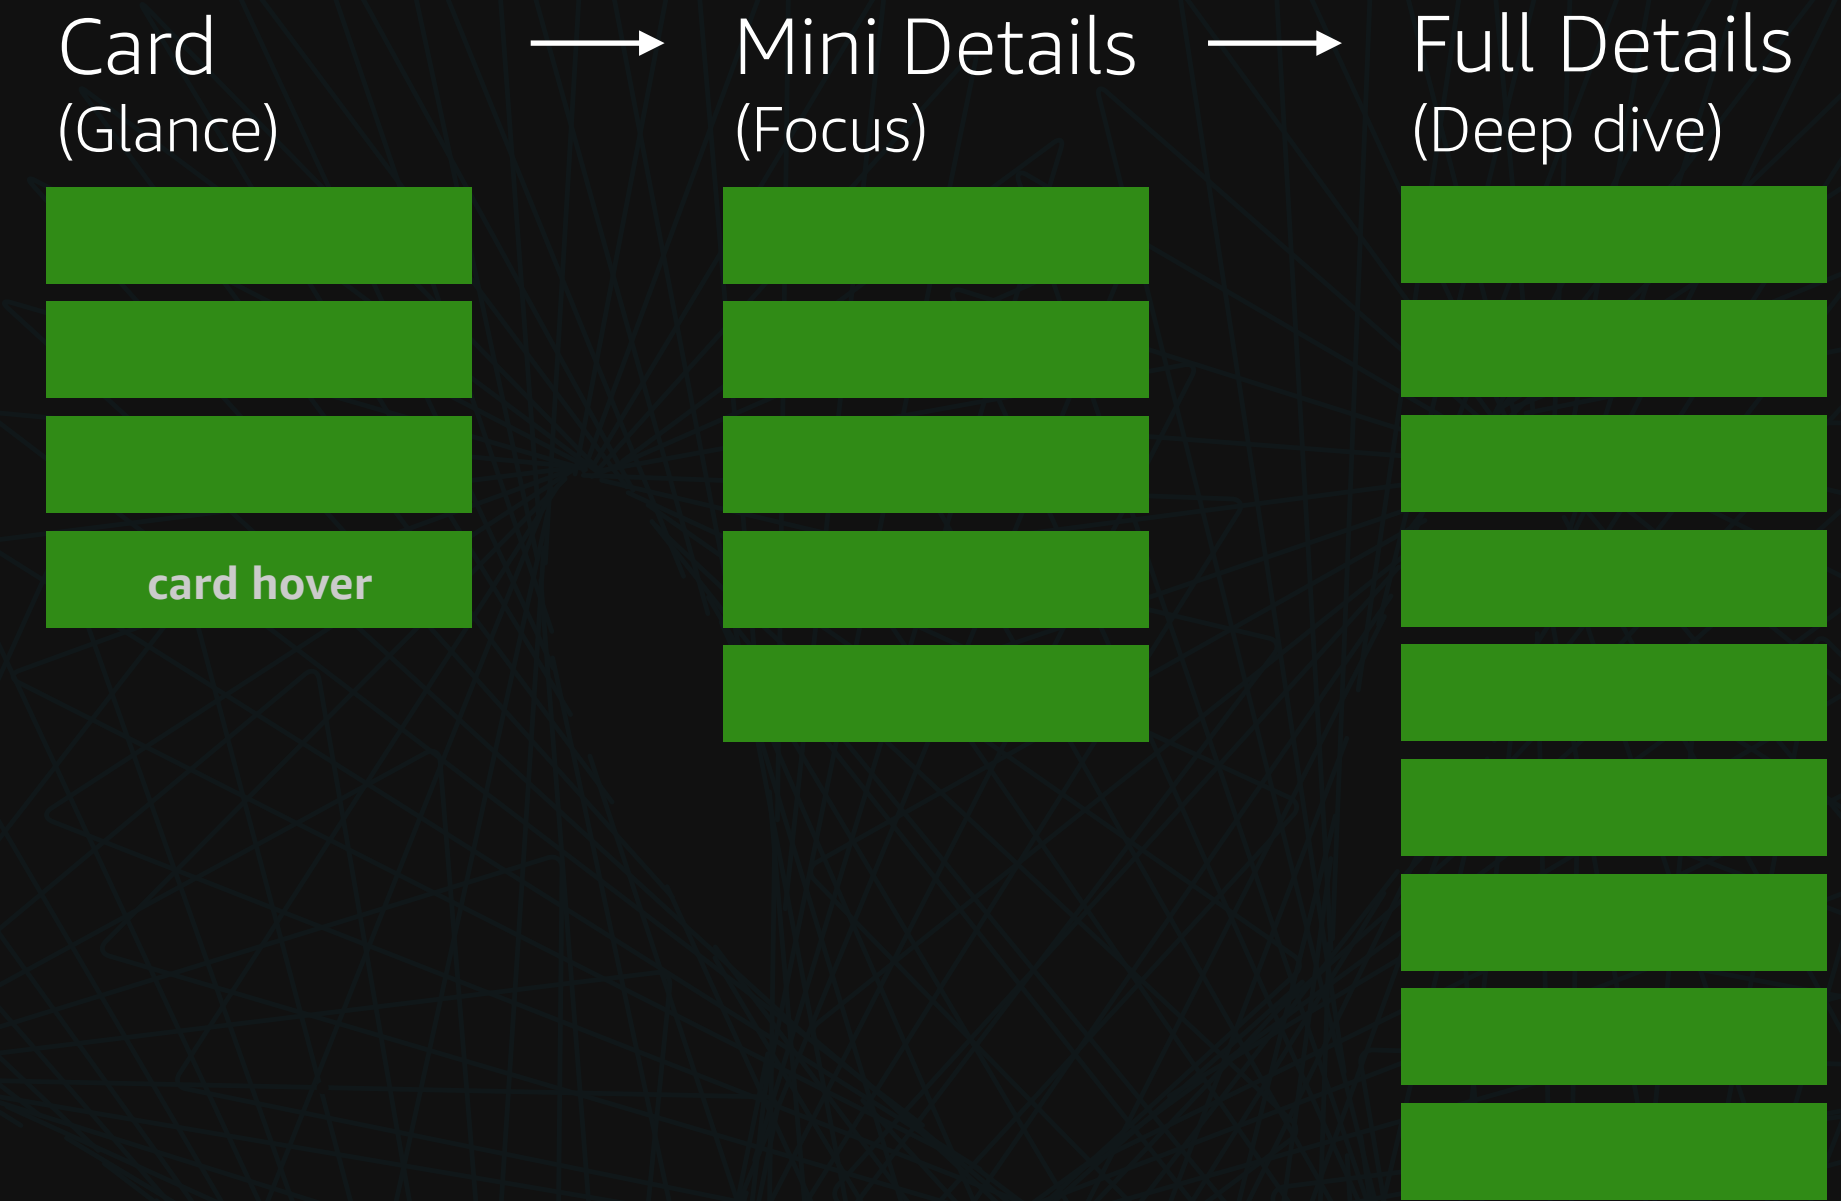 Card
(Glance)
card hover
Mini Details
(Focus)
Full Details
(Deep dive)